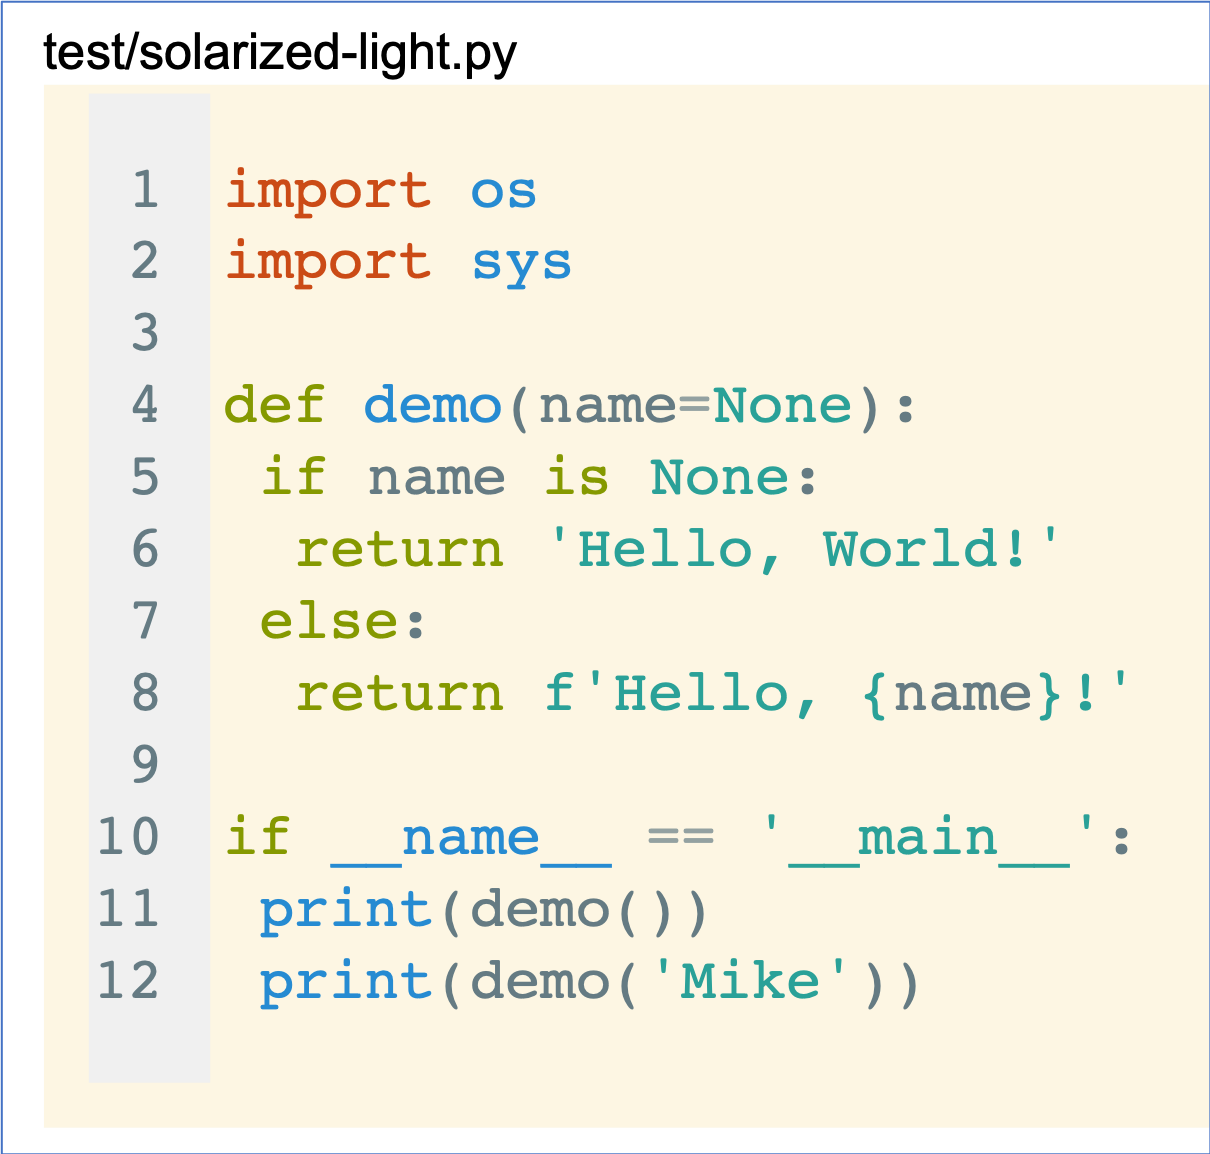 test/solarized-light.py
1 import os
2 import sys
3
4 def demo(name=None):
5  if name is None:
6   return 'Hello, World!'
7  else:
8   return f'Hello, {name}!'
9
10 if __name__ == '__main__':
11  print(demo())
12  print(demo('Mike'))